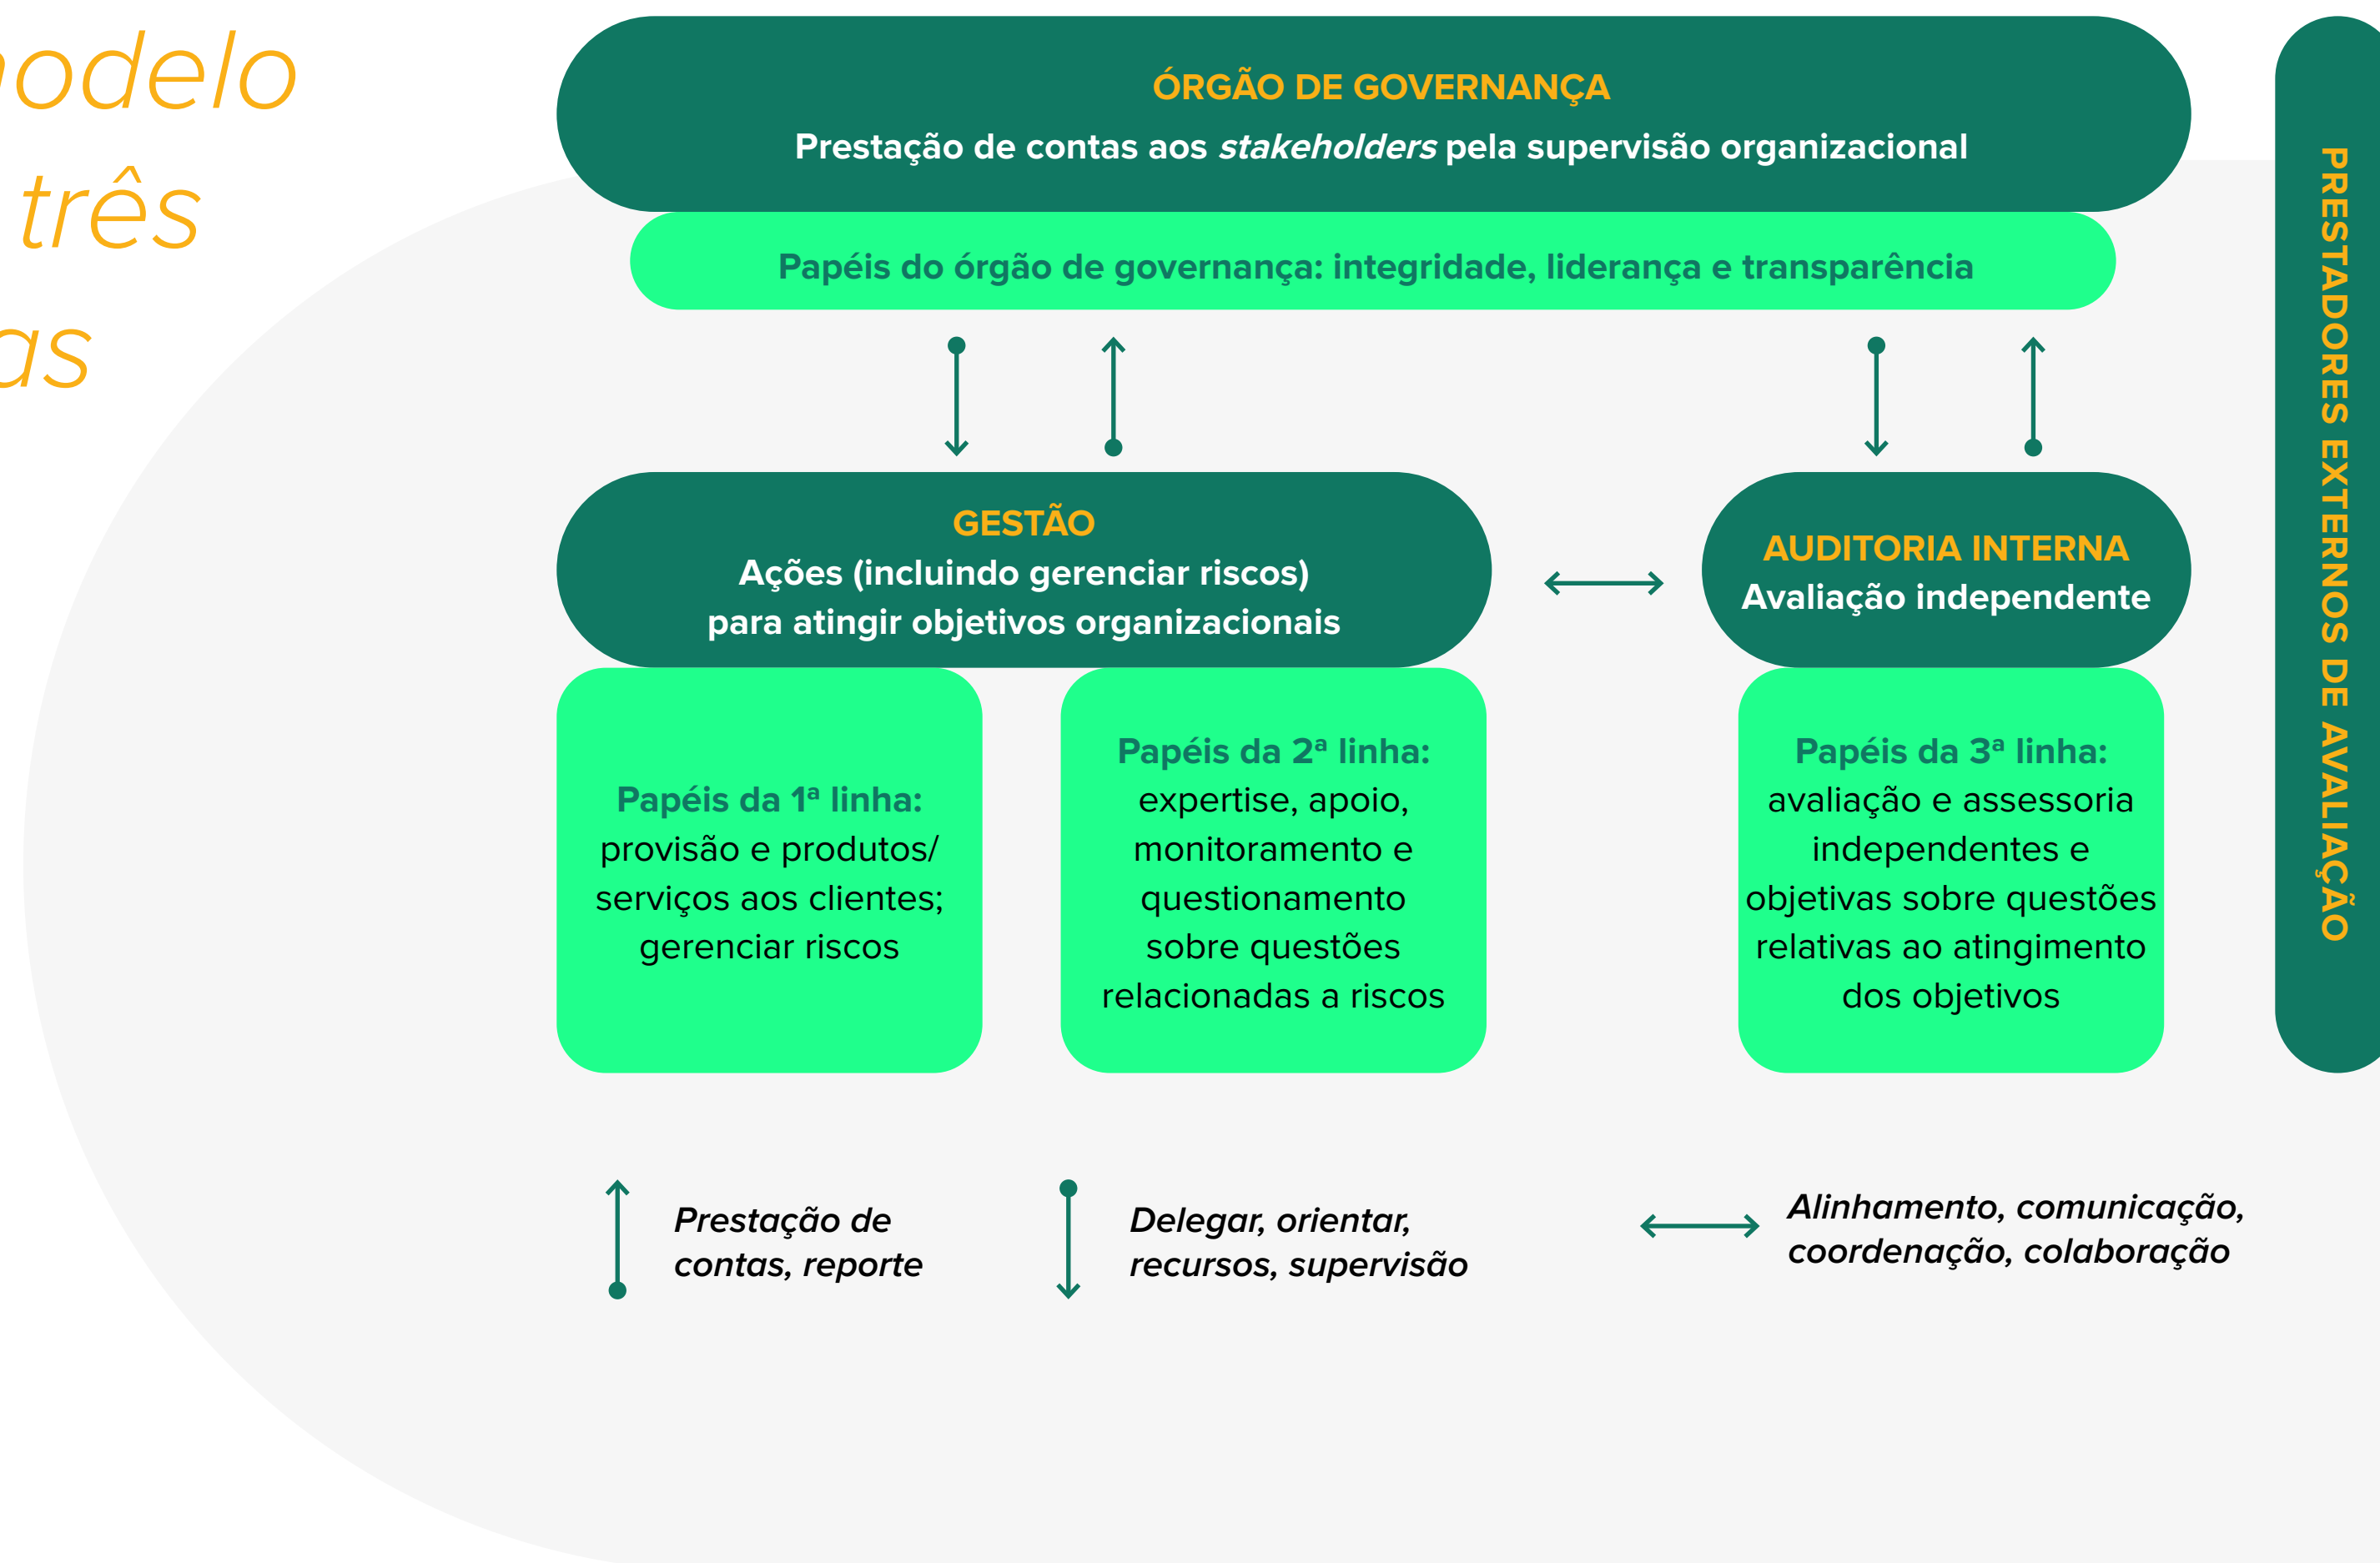 modelo
três
as
ÓRGÃO DE GOVERNANÇA
Prestação de contas aos stakeholders pela supervisão organizacional
Papéis do órgão de governança: integridade, liderança e transparência
GESTÃO
Ações (incluindo gerenciar riscos)
para atingir objetivos organizacionais
AUDITORIA INTERNA
Avaliação independente
Papéis da 1ª linha:
provisão e produtos/
serviços aos clientes;
gerenciar riscos
Papéis da 2ª linha:
expertise, apoio,
monitoramento e
questionamento
sobre questões
relacionadas a riscos
Papéis da 3ª linha:
avaliação e assessoria
independentes e
objetivas sobre questões
relativas ao atingimento
dos objetivos
PRESTADORES EXTERNOS DE AVALIAÇÃO
Prestação de
contas, reporte
Delegar, orientar,
recursos, supervisão
Alinhamento, comunicação,
coordenação, colaboração